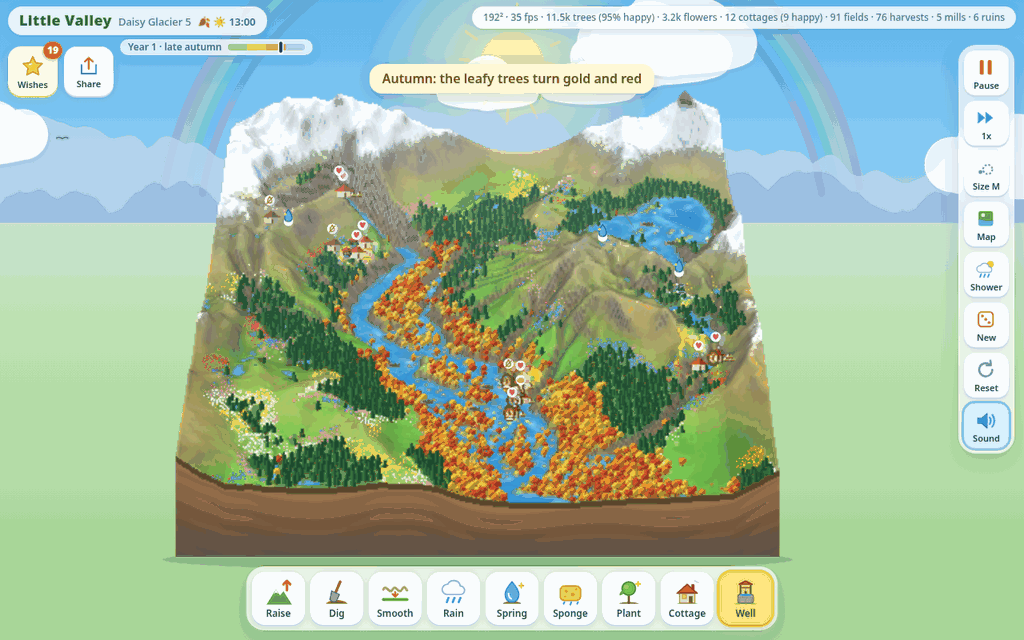 Little Valley Daisy Glacier 5 13:00
192² · 35 fps · 11.5k trees (95% happy) · 3.2k flowers · 12 cottages (9 happy) · 91 fields · 76 harvests · 5 mills · 6 ruins
Year 1 · late autumn
19
Wishes
Share
Autumn: the leafy trees turn gold and red
Pause
1x
Size M
Map
Shower
New
Reset
Sound
Raise
Dig
Smooth
Rain
Spring
Sponge
Plant
Cottage
Well